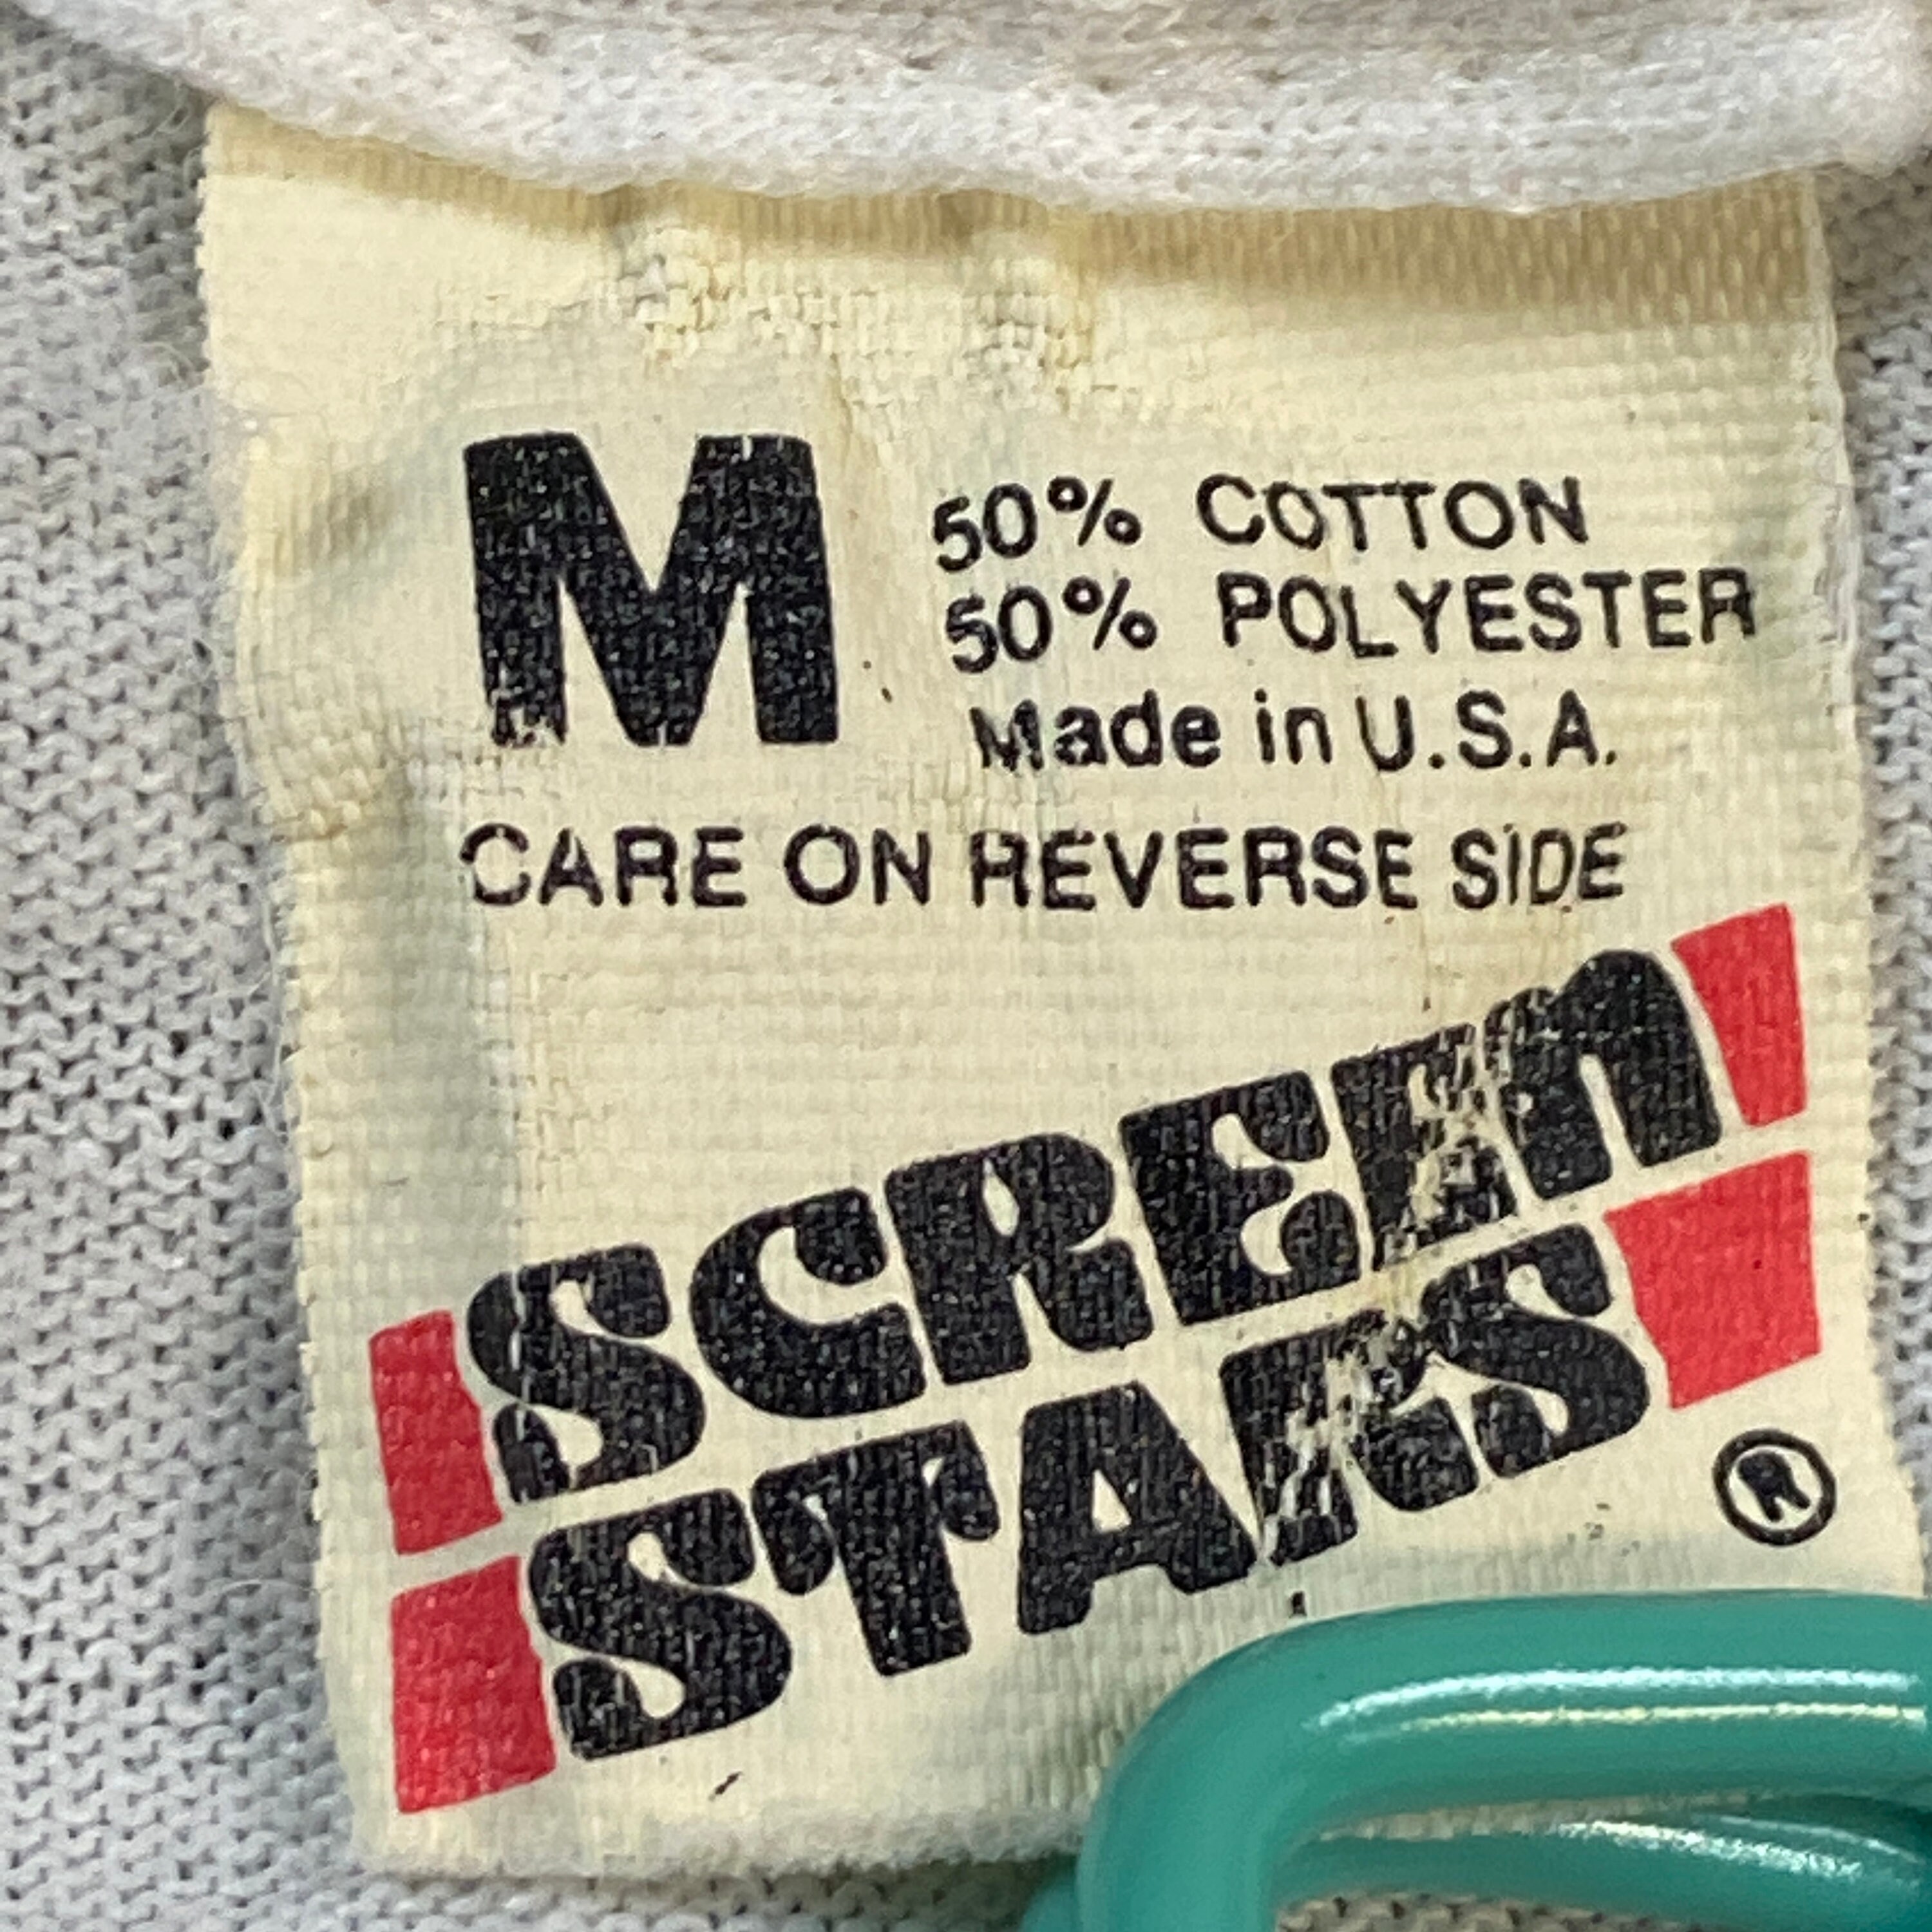 M
50% COTTON
50% POLYESTER
Made in U.S.A.
CARE ON REVERSE SIDE
SCREEN
STARS
®